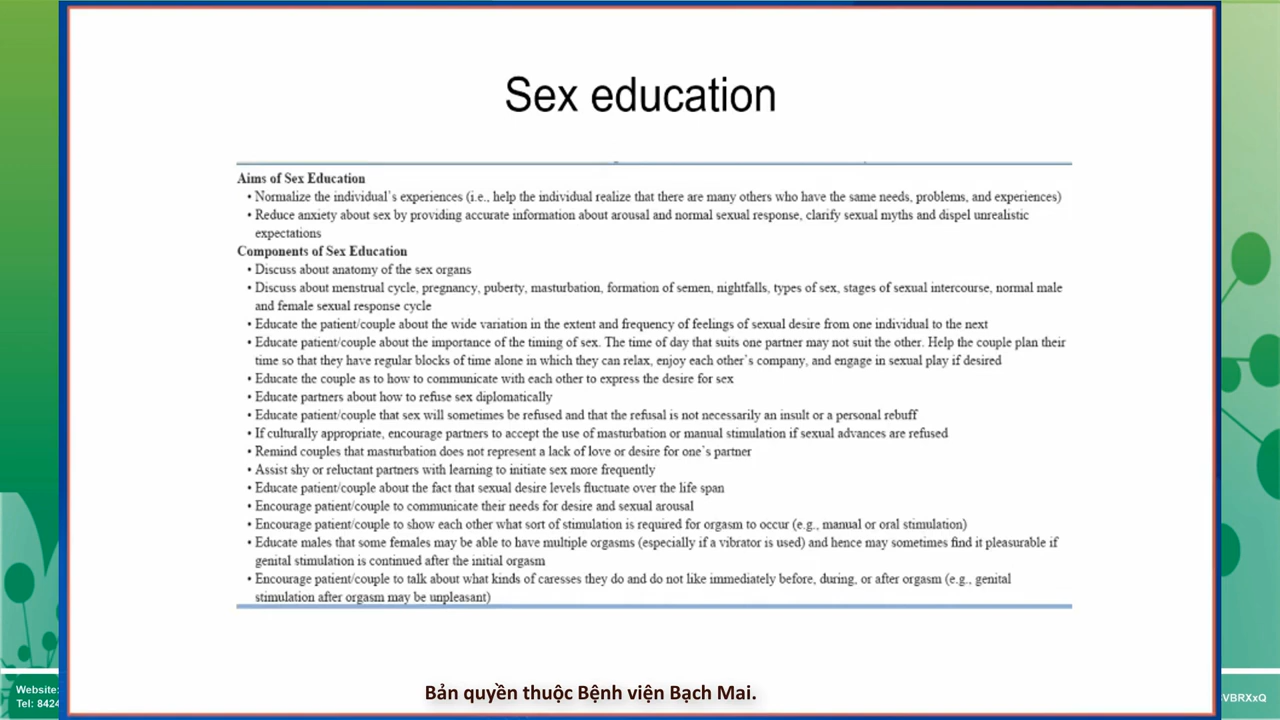 Sex education
Aims of Sex Education
• Normalize the individual's experiences (i.e., help the individual realize that there are many others who have the same needs, problems, and experiences)
• Reduce anxiety about sex by providing accurate information about arousal and normal sexual response, clarify sexual myths and dispel unrealistic
expectations
Components of Sex Education
• Discuss about anatomy of the sex organs
• Discuss about menstrual cycle, pregnancy, puberty, masturbation, formation of semen, nightfalls, types of sex, stages of sexual intercourse, normal male
and female sexual response cycle
• Educate the patient/couple about the wide variation in the extent and frequency of feelings of sexual desire from one individual to the next
• Educate patient/couple about the importance of the timing of sex. The time of day that suits one partner may not suit the other. Help the couple plan their
time so that they have regular blocks of time alone in which they can relax, enjoy each other's company, and engage in sexual play if desired
• Educate the couple as to how to communicate with each other to express the desire for sex
• Educate partners about how to refuse sex diplomatically
• Educate patient/couple that sex will sometimes be refused and that the refusal is not necessarily an insult or a personal rebuff
• If culturally appropriate, encourage partners to accept the use of masturbation or manual stimulation if sexual advances are refused
• Remind couples that masturbation does not represent a lack of love or desire for one's partner
• Assist shy or reluctant partners with learning to initiate sex more frequently
• Educate patient/couple about the fact that sexual desire levels fluctuate over the life span
• Encourage patient/couple to communicate their needs for desire and sexual arousal
• Encourage patient/couple to show each other what sort of stimulation is required for orgasm to occur (e.g., manual or oral stimulation)
• Educate males that some females may be able to have multiple orgasms (especially if a vibrator is used) and hence may sometimes find it pleasurable if
genital stimulation is continued after the initial orgasm
• Encourage patient/couple to talk about what kinds of caresses they do and do not like immediately before, during, or after orgasm (e.g., genital
stimulation after orgasm may be unpleasant)
Bản quyền thuộc Bệnh viện Bạch Mai.
Website:
Tel: 8424
VBRXxQ